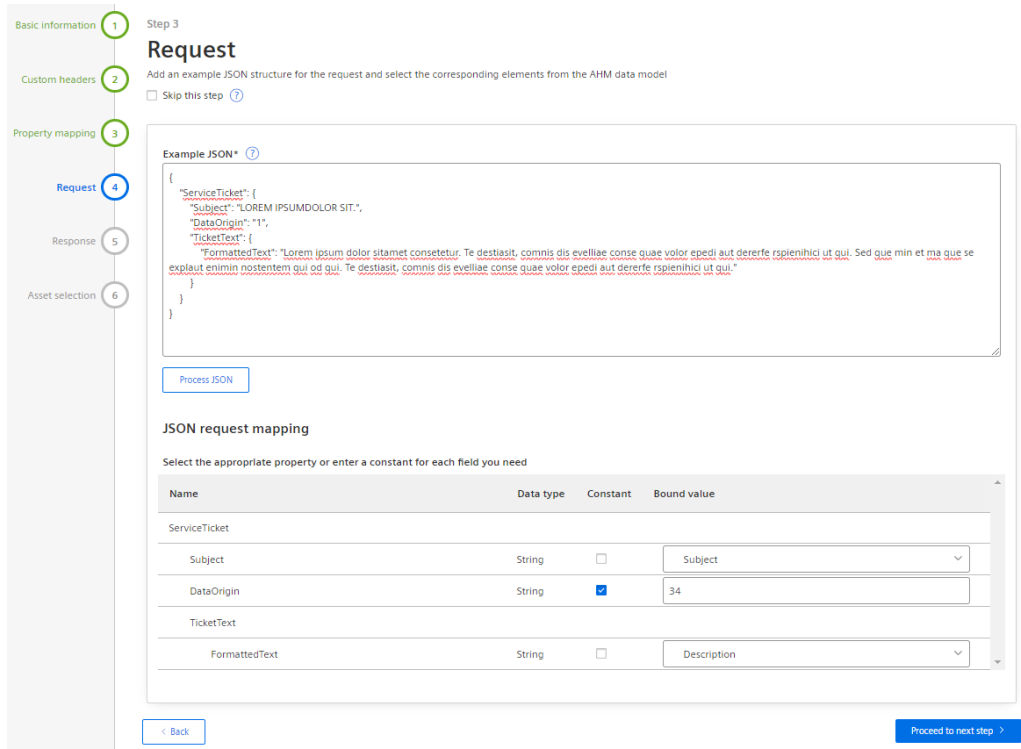 Basic information 1
Custom headers 2
Property mapping 3
Request 4
Response 5
Asset selection 6
Step 3
Request
Add an example JSON structure for the request and select the corresponding elements from the AHM data model
Skip this step ?
Example JSON* ?
{
"ServiceTicket": {
"Subject": "LOREM IPSUMDOLOR SIT.",
"DataOrigin": "1",
"TicketText": {
"FormattedText": "Lorem ipsum dolor sitamet consetetur. Te destiasit, comnis dis evelliae conse quae volor epedi aut dererfe rspienihici ut qui. Sed que min et ma que se
explaut enimin nostentem qui od qui. Te destiasit, comnis dis evelliae conse quae volor epedi aut dererfe rspienihici ut qui."
}
}
}
Process JSON
JSON request mapping
Select the appropriate property or enter a constant for each field you need
Name Data type Constant Bound value
ServiceTicket
Subject String Subject
DataOrigin String 34
TicketText
FormattedText String Description
< Back
Proceed to next step >